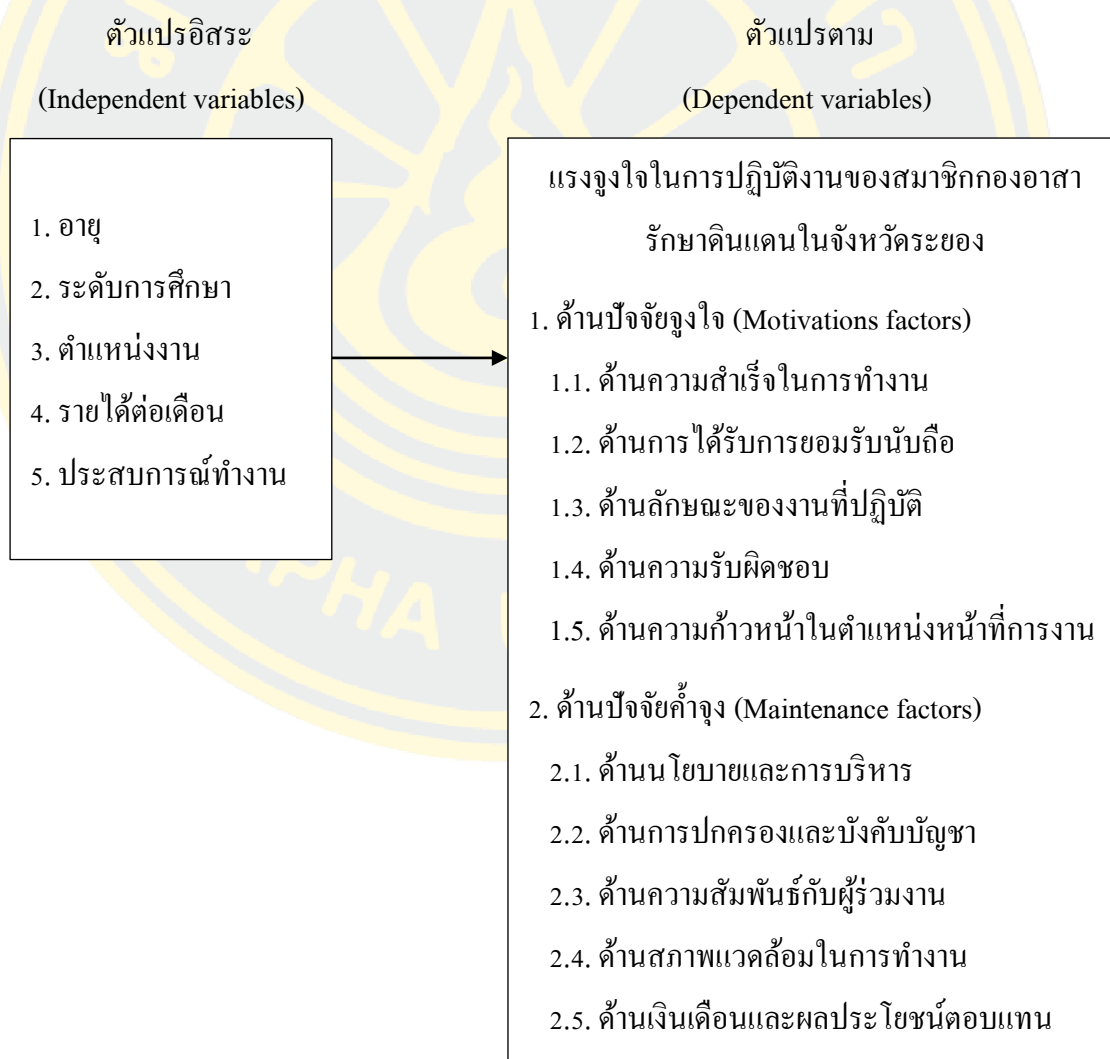 ตัวแปรอิสระ
(Independent variables)
1. อายุ
2. ระดับการศึกษา
3. ตำแหน่งงาน
4. รายได้ต่อเดือน
5. ประสบการณ์ทำงาน
ตัวแปรตาม
(Dependent variables)
แรงจูงใจในการปฏิบัติงานของสมาชิกกองอาสา
รักษาดินแดนในจังหวัดระยอง
1. ด้านปัจจัยจูงใจ (Motivations factors)
1.1. ด้านความสำเร็จในการทำงาน
1.2. ด้านการได้รับการยอมรับนับถือ
1.3. ด้านลักษณะของงานที่ปฏิบัติ
1.4. ด้านความรับผิดชอบ
1.5. ด้านความก้าวหน้าในตำแหน่งหน้าที่การงาน
2. ด้านปัจจัยค้ำจุง (Maintenance factors)
2.1. ด้านนโยบายและการบริหาร
2.2. ด้านการปกครองและบังคับบัญชา
2.3. ด้านความสัมพันธ์กับผู้ร่วมงาน
2.4. ด้านสภาพแวดล้อมในการทำงาน
2.5. ด้านเงินเดือนและผลประโยชน์ตอบแทน
PHA